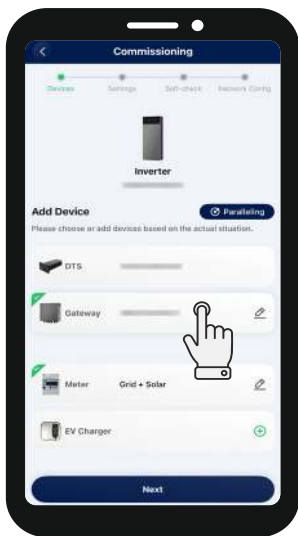 Commissioning
Devices Settings Self-check Network Config
Inverter
Add Device
Paralleling
Please choose or add devices based on the actual situation.
DTS
Gateway
Meter Grid + Solar
EV Charger
Next